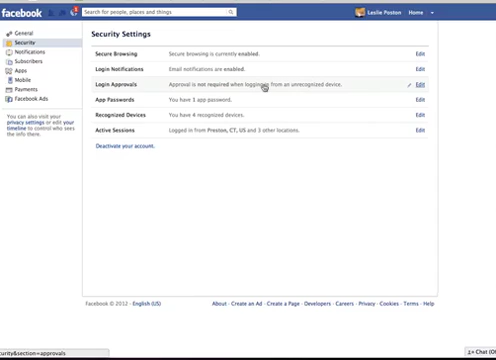 facebook
Search for people, places and things
Leslie Poston Home
General
Security
Notifications
Subscribers
Apps
Mobile
Payments
Facebook Ads
You can also visit your
privacy settings or edit your
timeline to control who sees
the info there.
Security Settings
Secure Browsing Secure browsing is currently enabled. Edit
Login Notifications Email notifications are enabled. Edit
Login Approvals Approval is not required when logging from an unrecognized device. Edit
App Passwords You have 1 app password. Edit
Recognized Devices You have 4 recognized devices. Edit
Active Sessions Logged in from Preston, CT, US and 3 other locations. Edit
Deactivate your account.
Facebook © 2012 · English (US)
About · Create an Ad · Create a Page · Developers · Careers · Privacy · Cookies · Terms · Help
curity&section=approvals
Chat